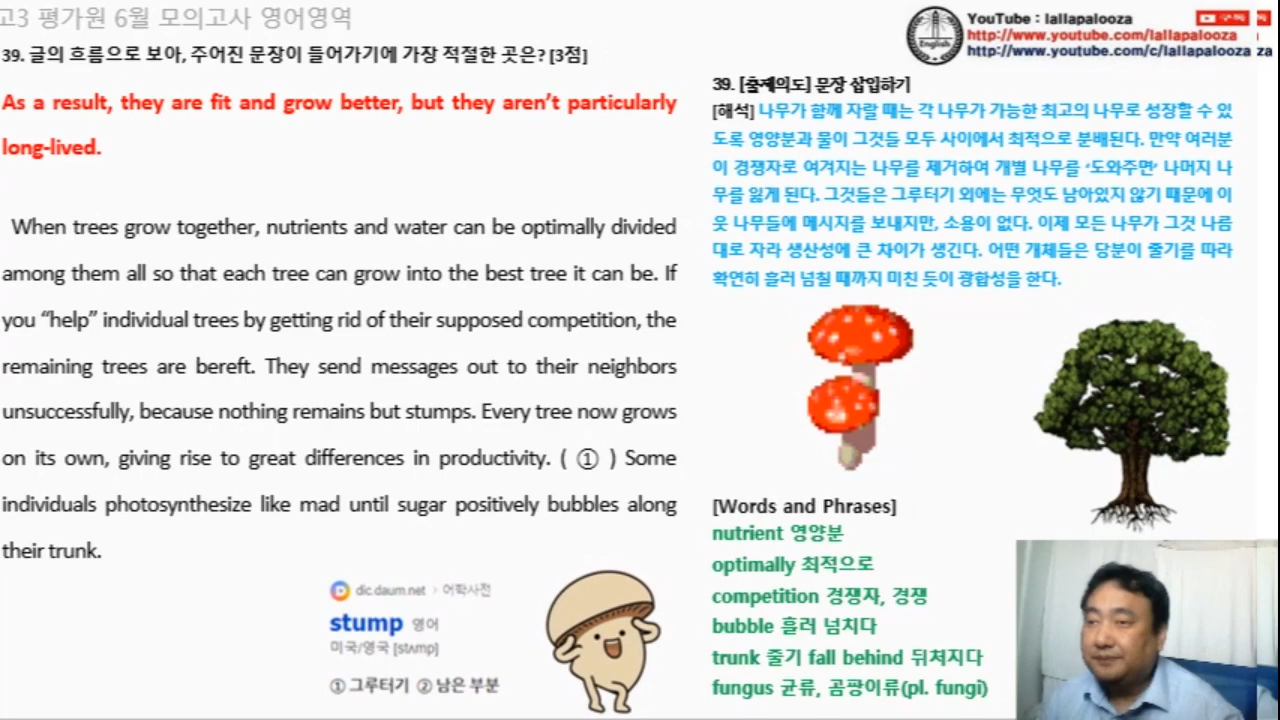 고3 평가원 6월 모의고사 영어영역
39. 글의 흐름으로 보아, 주어진 문장이 들어가기에 가장 적절한 곳은? [3점]
As a result, they are fit and grow better, but they aren't particularly
long-lived.
When trees grow together, nutrients and water can be optimally divided
among them all so that each tree can grow into the best tree it can be. If
you “help” individual trees by getting rid of their supposed competition, the
remaining trees are bereft. They send messages out to their neighbors
unsuccessfully, because nothing remains but stumps. Every tree now grows
on its own, giving rise to great differences in productivity. ( ① ) Some
individuals photosynthesize like mad until sugar positively bubbles along
their trunk.
dic.daum.net › 어학사전
stump 영어
미국/영국 [stʌmp]
① 그루터기 ② 남은 부분
English
YouTube : lallapalooza
구독
http://www.youtube.com/lallapalooza
http://www.youtube.com/c/lallapalooza za
39. [출제의도] 문장 삽입하기
[해석] 나무가 함께 자랄 때는 각 나무가 가능한 최고의 나무로 성장할 수 있
도록 영양분과 물이 그것들 모두 사이에서 최적으로 분배된다. 만약 여러분
이 경쟁자로 여겨지는 나무를 제거하여 개별 나무를 ‘도와주면’ 나머지 나
무를 잃게 된다. 그것들은 그루터기 외에는 무엇도 남아있지 않기 때문에 이
웃 나무들에 메시지를 보내지만, 소용이 없다. 이제 모든 나무가 그것 나름
대로 자라 생산성에 큰 차이가 생긴다. 어떤 개체들은 당분이 줄기를 따라
확연히 흘러 넘칠 때까지 미친 듯이 광합성을 한다.
[Words and Phrases]
nutrient 영양분
optimally 최적으로
competition 경쟁자, 경쟁
bubble 흘러 넘치다
trunk 줄기 fall behind 뒤쳐지다
fungus 균류, 곰팡이류(pl. fungi)